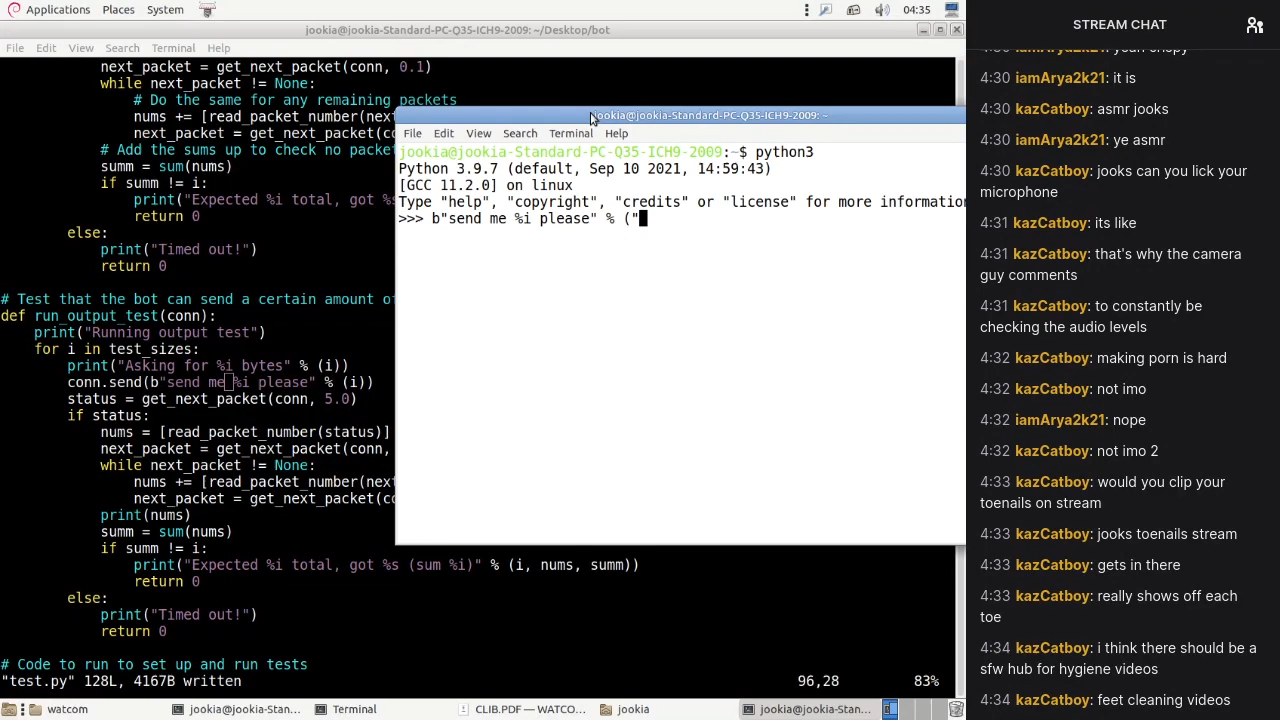 Applications Places System 04:35
jookia@jookia-Standard-PC-Q35-ICH9-2009: ~/Desktop/bot
File Edit View Search Terminal Help
next_packet = get_next_packet(conn, 0.1)
while next_packet != None:
# Do the same for any remaining packets
nums += [read_packet_number(nex
next_packet = get_next_packet(c
# Add the sums up to check no packe
summ = sum(nums)
if summ != i:
print("Expected %i total, got %s
return 0
else:
print("Timed out!")
return 0
# Test that the bot can send a certain amount of
def run_output_test(conn):
print("Running output test")
for i in test_sizes:
print("Asking for %i bytes" % (i))
conn.send(b"send me %i please" % (i))
status = get_next_packet(conn, 5.0)
if status:
nums = [read_packet_number(status)]
next_packet = get_next_packet(conn,
while next_packet != None:
nums += [read_packet_number(next
next_packet = get_next_packet(co
print(nums)
summ = sum(nums)
if summ != i:
print("Expected %i total, got %s (sum %i)" % (i, nums, summ))
return 0
else:
print("Timed out!")
return 0
# Code to run to set up and run tests
"test.py" 128L, 4167B written 96,28 83%
jookia@jookia-Standard-PC-Q35-ICH9-2009: ~
File Edit View Search Terminal Help
jookia@jookia-Standard-PC-Q35-ICH9-2009:~$ python3
Python 3.9.7 (default, Sep 10 2021, 14:59:43)
[GCC 11.2.0] on linux
Type "help", "copyright", "credits" or "license" for more informatio
>>> b"send me %i please" % ("
watcom jookia@jookia-Stan... Terminal CLIB.PDF — WATCO... jookia jookia@jookia-Stan...
STREAM CHAT
4:30 iamArya2k21: yeah crispy
4:30 iamArya2k21: it is
4:30 kazCatboy: asmr jooks
4:30 iamArya2k21: ye asmr
4:30 kazCatboy: jooks can you lick your
microphone
4:31 kazCatboy: its like
4:31 kazCatboy: that's why the camera
guy comments
4:31 kazCatboy: to constantly be
checking the audio levels
4:32 kazCatboy: making porn is hard
4:32 kazCatboy: not imo
4:32 iamArya2k21: nope
4:32 kazCatboy: not imo 2
4:33 kazCatboy: would you clip your
toenails on stream
4:33 kazCatboy: jooks toenails stream
4:33 kazCatboy: gets in there
4:33 kazCatboy: really shows off each
toe
4:34 kazCatboy: i think there should be a
sfw hub for hygiene videos
4:34 kazCatboy: feet cleaning videos